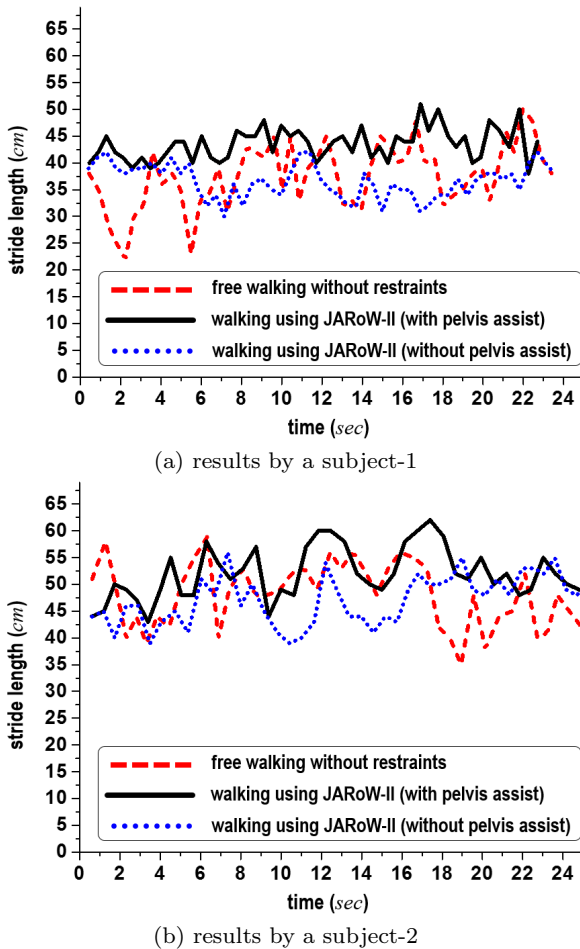 65
60
55
50
45
40
35
30
25
20
15
10
5
0
stride length (cm)
free walking without restraints
walking using JARoW-II (with pelvis assist)
walking using JARoW-II (without pelvis assist)
0 2 4 6 8 10 12 14 16 18 20 22 24
time (sec)
(a) results by a subject-1
65
60
55
50
45
40
35
30
25
20
15
10
5
0
stride length (cm)
free walking without restraints
walking using JARoW-II (with pelvis assist)
walking using JARoW-II (without pelvis assist)
0 2 4 6 8 10 12 14 16 18 20 22 24
time (sec)
(b) results by a subject-2